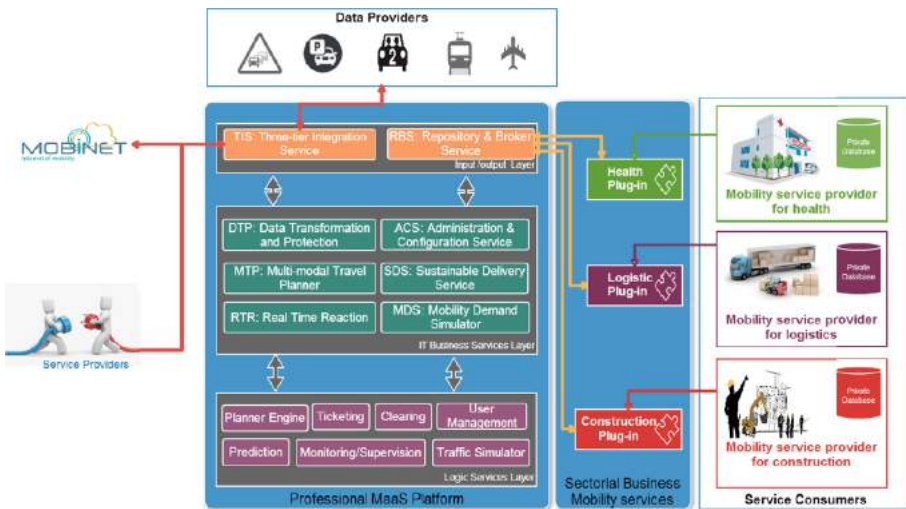 Data Providers
P
2
MOBiNET
TIS: Three-tier Integration
Service
RBS: Repository & Broker
Service
Input /output Layer
DTP: Data Transformation
and Protection
ACS: Administration &
Configuration Service
MTP: Multi-modal Travel
Planner
SDS: Sustainable Delivery
Service
RTR: Real Time Reaction
MDS: Mobility Demand
Simulator
IT Business Services Layer
Service Providers
Planner Engine
Ticketing
Clearing
User
Management
Prediction
Monitoring/Supervision
Traffic Simulator
Logic Services Layer
Professional MaaS Platform
Health
Plug-in
Logistic
Plug-in
Construction
Plug-in
Sectorial Business
Mobility services
Private
Database
Mobility service provider
for health
Private
Database
Mobility service provider
for logistics
Private
Database
Mobility service provider
for construction
Service Consumers